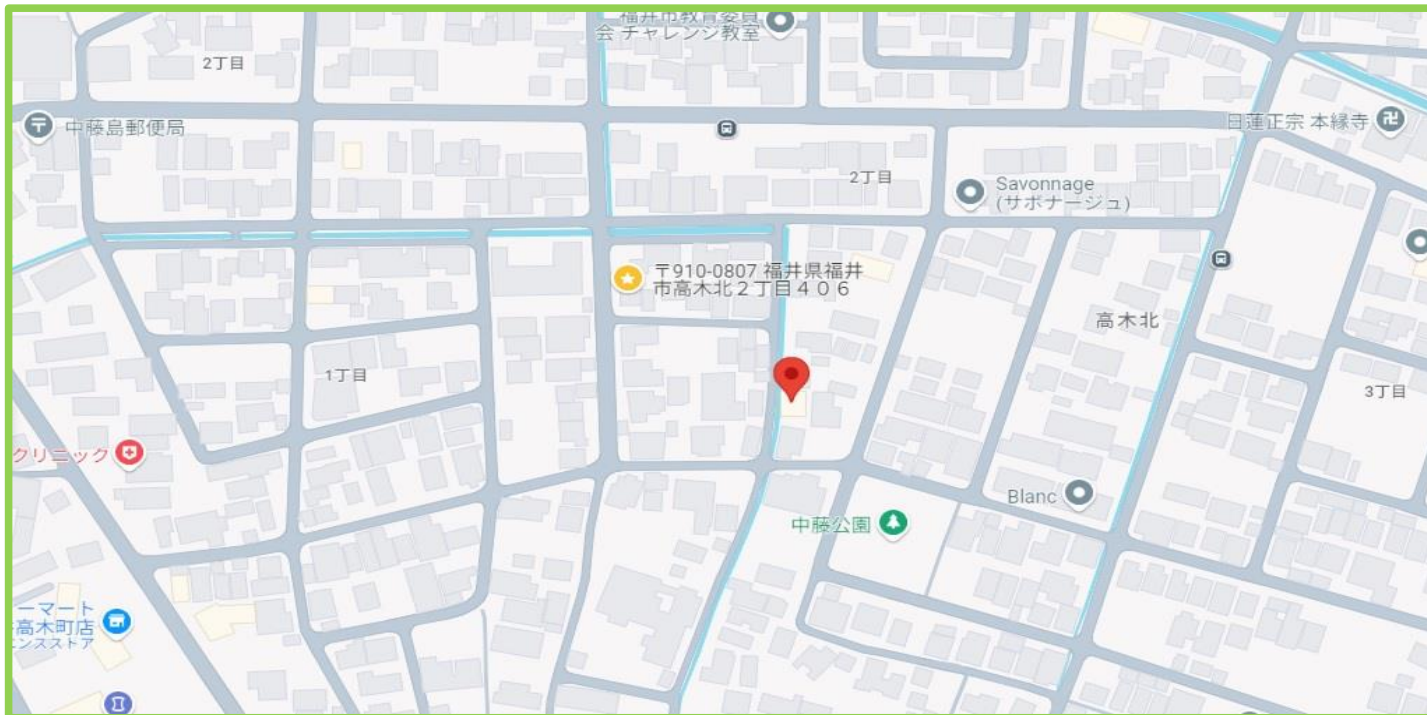 福井市教育委員
会 チャレンジ教室
2丁目
中藤島郵便局
日蓮正宗 本縁寺
2丁目
Savonnage
(サボナージュ)
〒910-0807 福井県福井
市高木北２丁目４０６
高木北
1丁目
3丁目
クリニック
Blanc
中藤公園
ーマート
高木町店
ンスストア